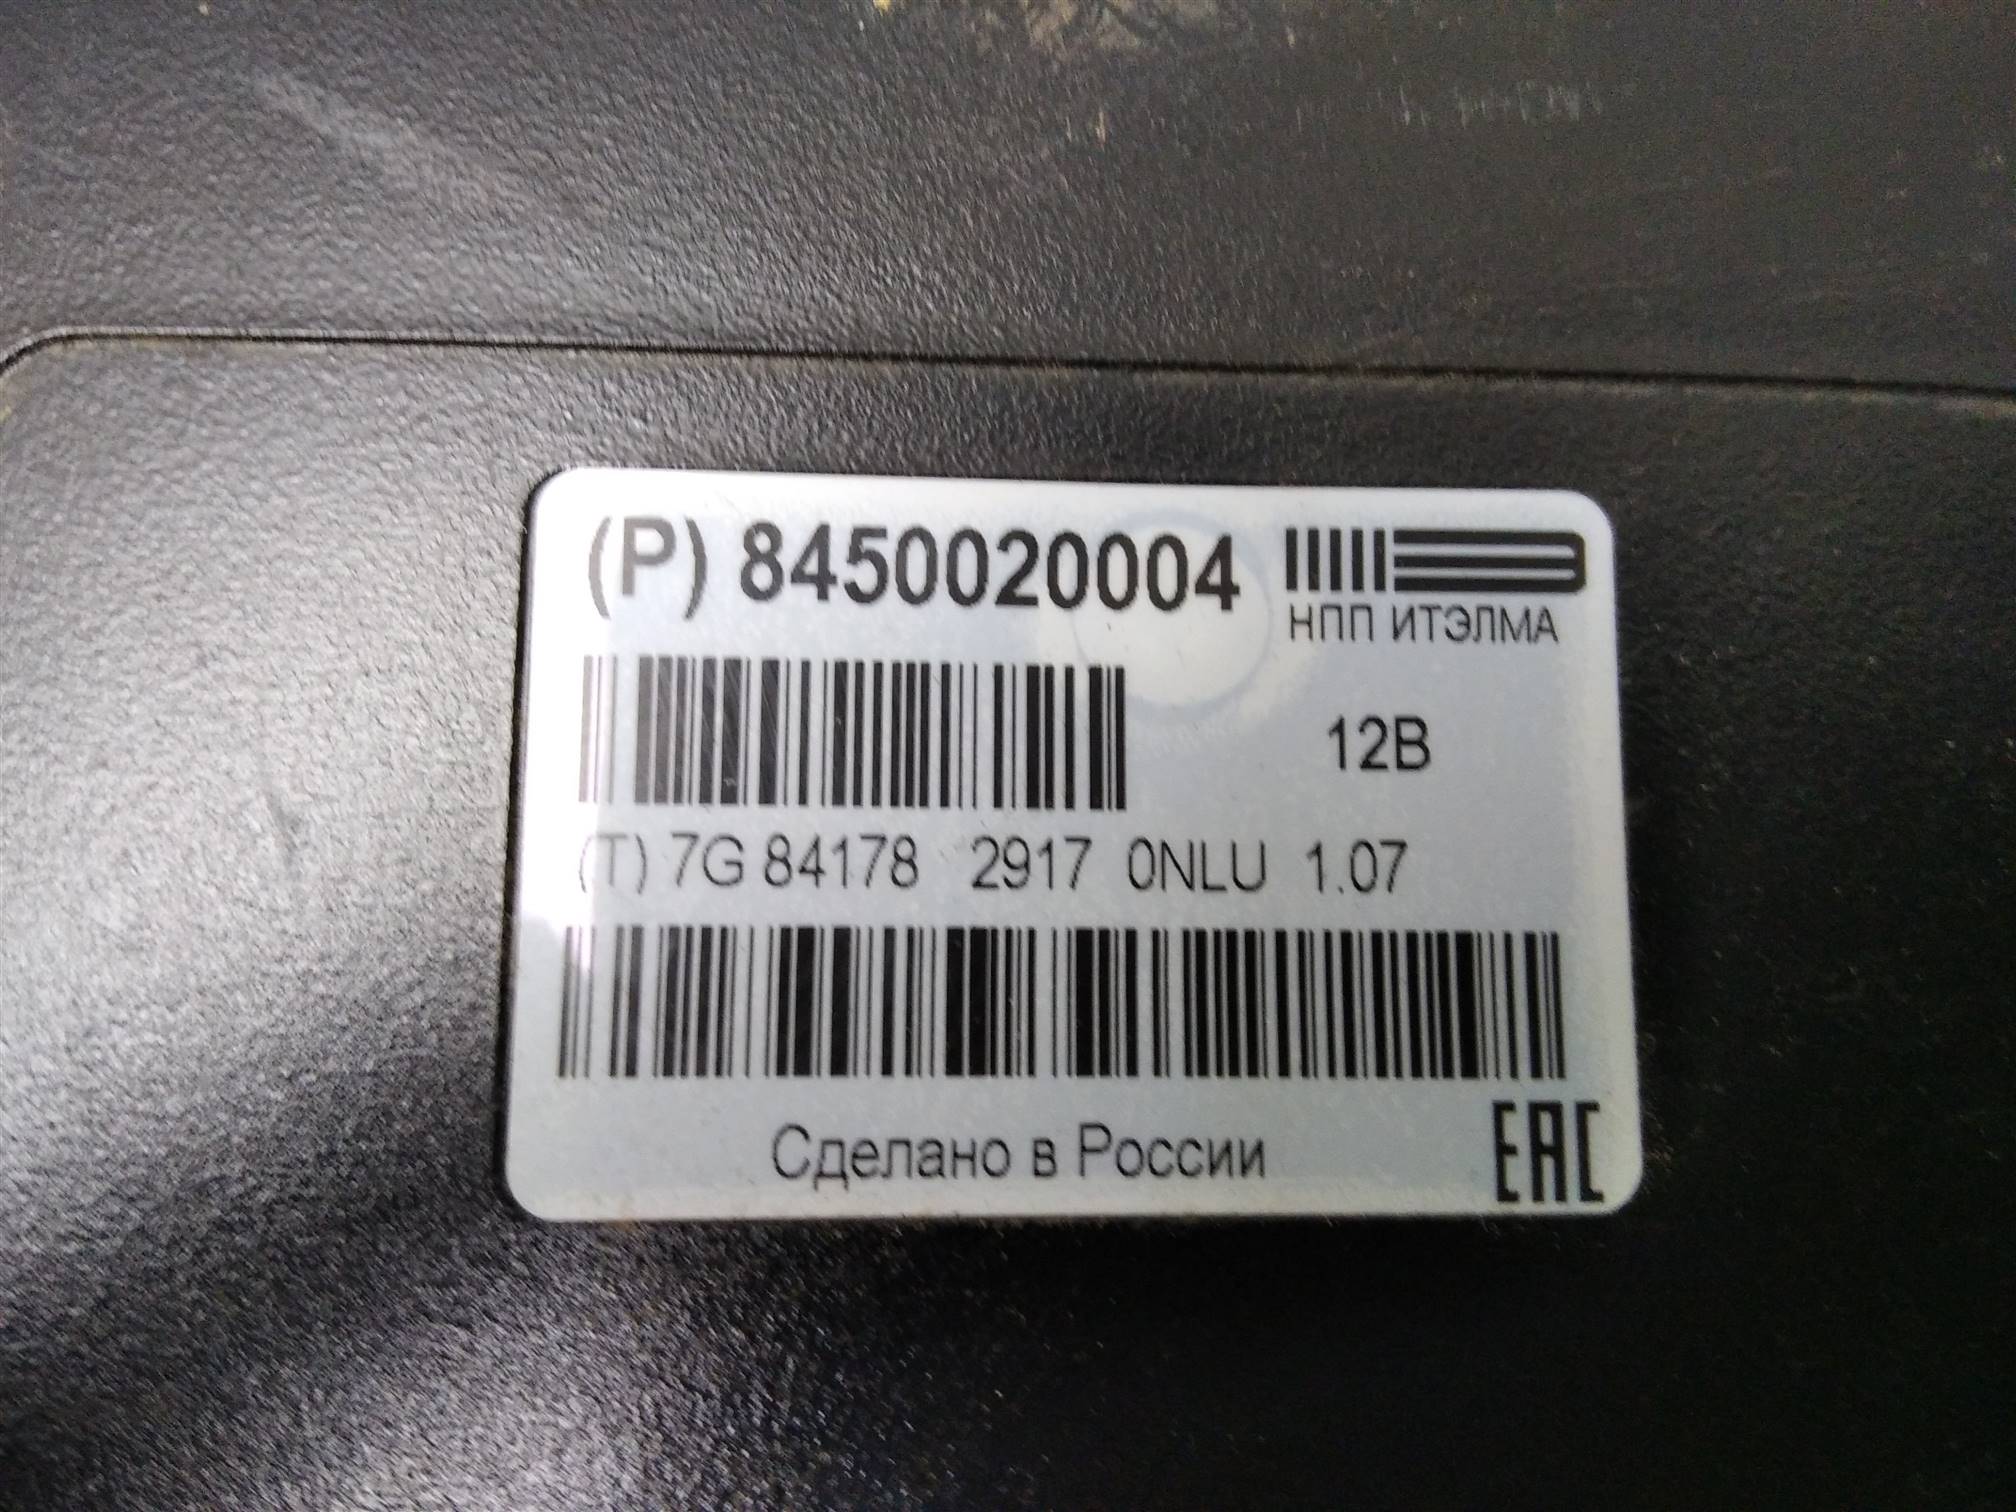 (P) 8450020004
НПП ИТЭЛМА
12В
(T) 7G 84178 2917 0NLU 1.07
Сделано в России
EAC